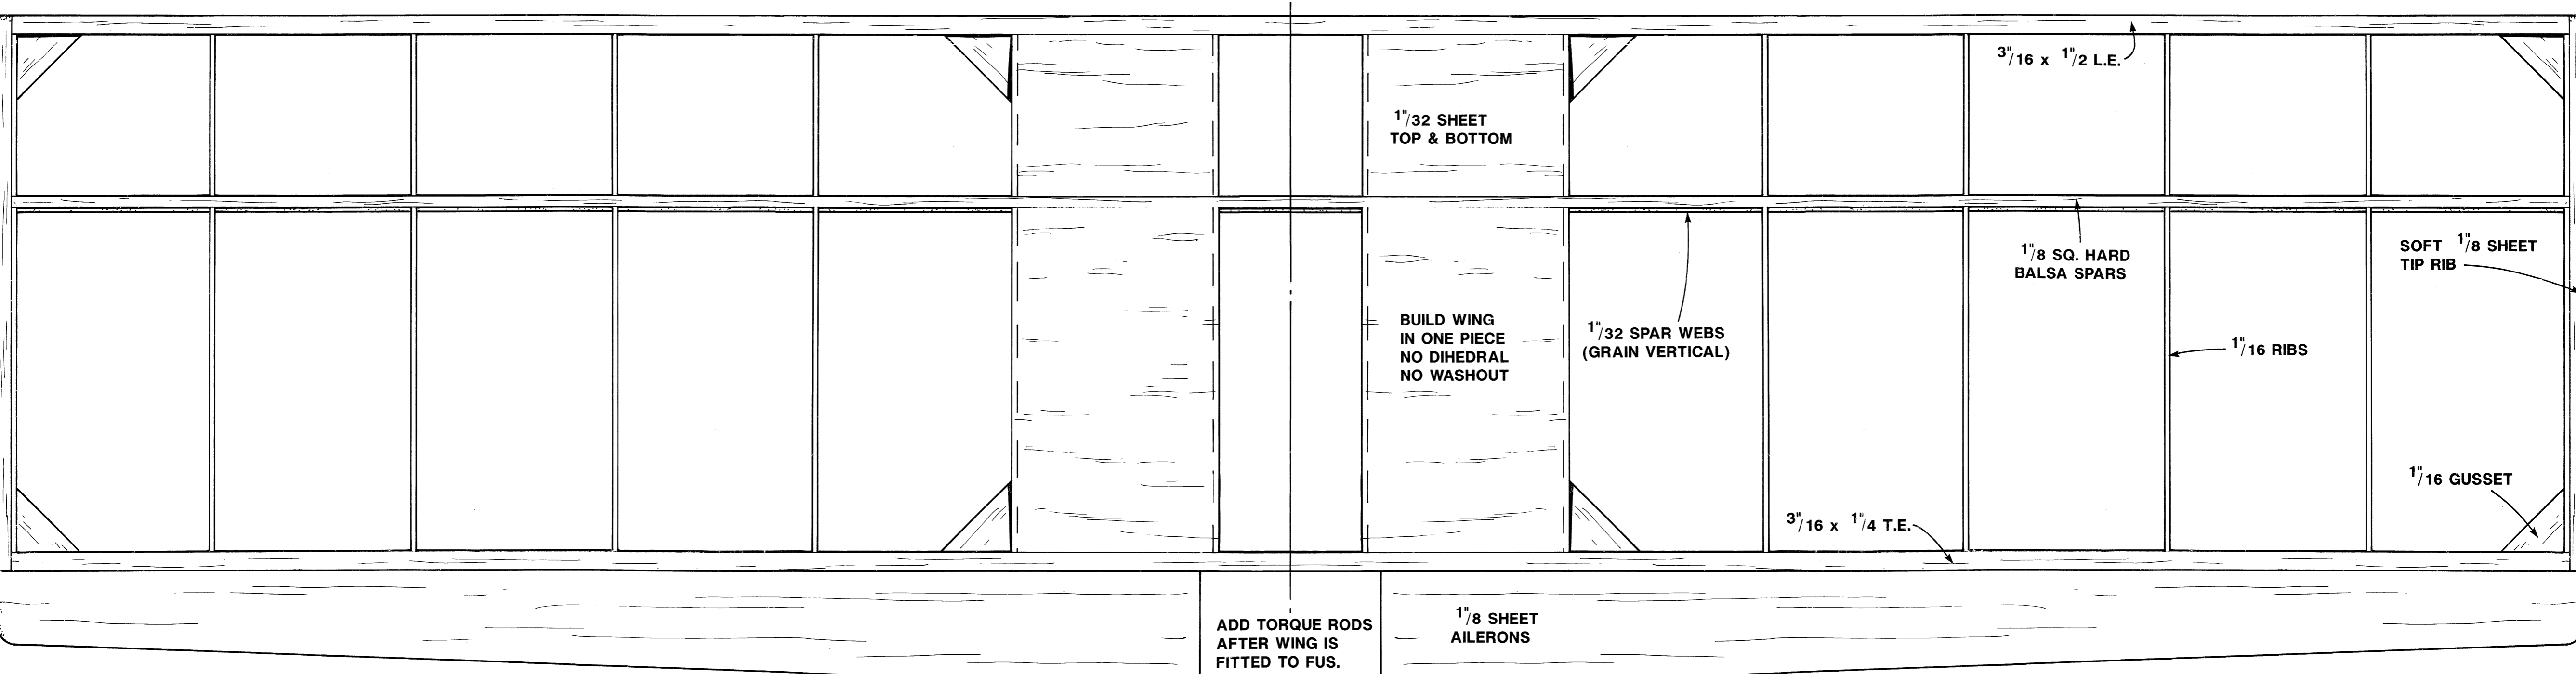 3"/16 x 1"/2 L.E.
1"/32 SHEET
TOP & BOTTOM
1"/8 SQ. HARD
BALSA SPARS
SOFT 1"/8 SHEET
TIP RIB
BUILD WING
IN ONE PIECE
NO DIHEDRAL
NO WASHOUT
1"/32 SPAR WEBS
(GRAIN VERTICAL)
1"/16 RIBS
1"/16 GUSSET
3"/16 x 1"/4 T.E.
ADD TORQUE RODS
AFTER WING IS
FITTED TO FUS.
1"/8 SHEET
AILERONS